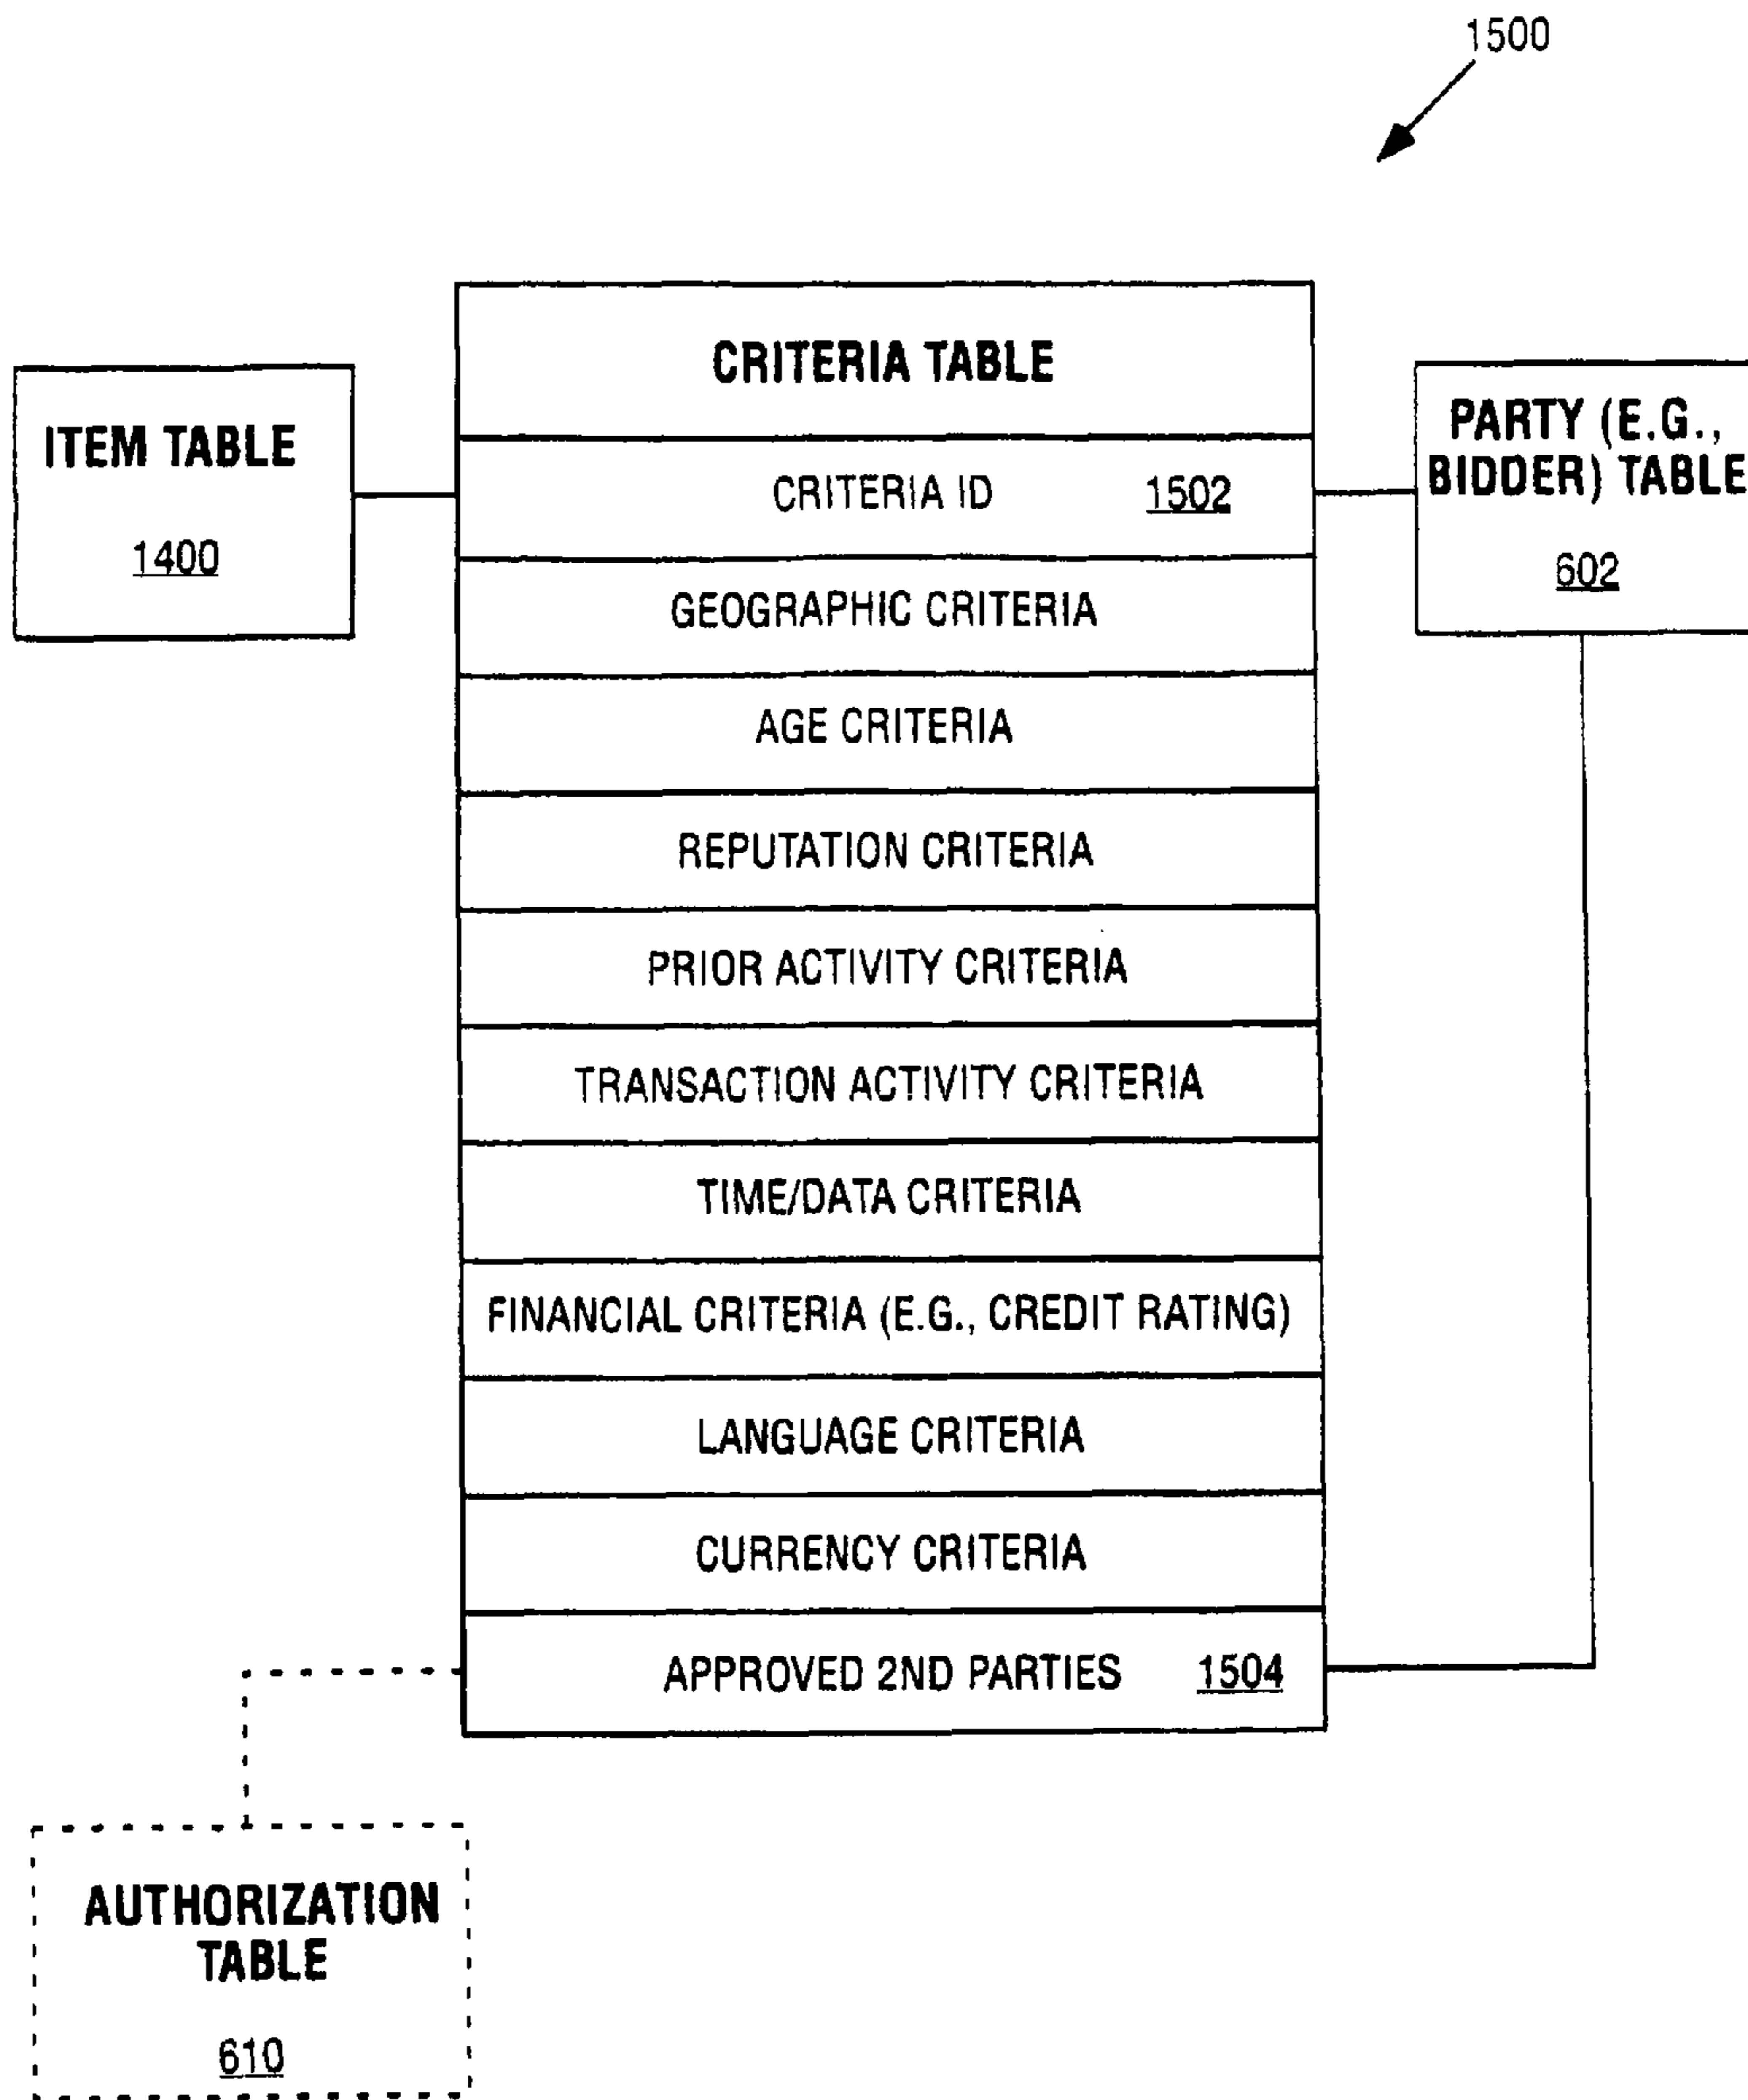 1500
CRITERIA TABLE
ITEM TABLE
1400
PARTY (E.G.,
BIDDER) TABLE
602
CRITERIA ID 1502
GEOGRAPHIC CRITERIA
AGE CRITERIA
REPUTATION CRITERIA
PRIOR ACTIVITY CRITERIA
TRANSACTION ACTIVITY CRITERIA
TIME/DATA CRITERIA
FINANCIAL CRITERIA (E.G., CREDIT RATING)
LANGUAGE CRITERIA
CURRENCY CRITERIA
APPROVED 2ND PARTIES 1504
AUTHORIZATION
TABLE
610